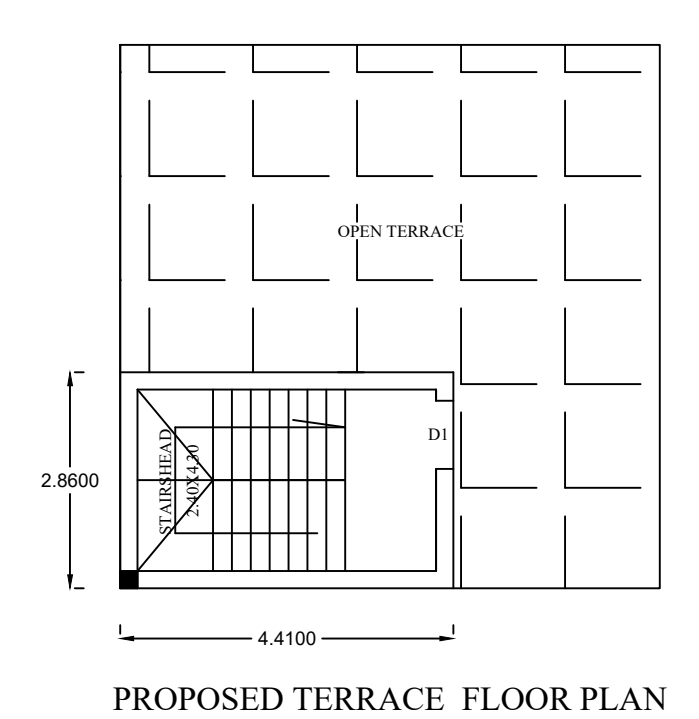 OPEN TERRACE
D1
STAIRSHEAD
2.40X4.30
2.8600
4.4100
PROPOSED TERRACE FLOOR PLAN